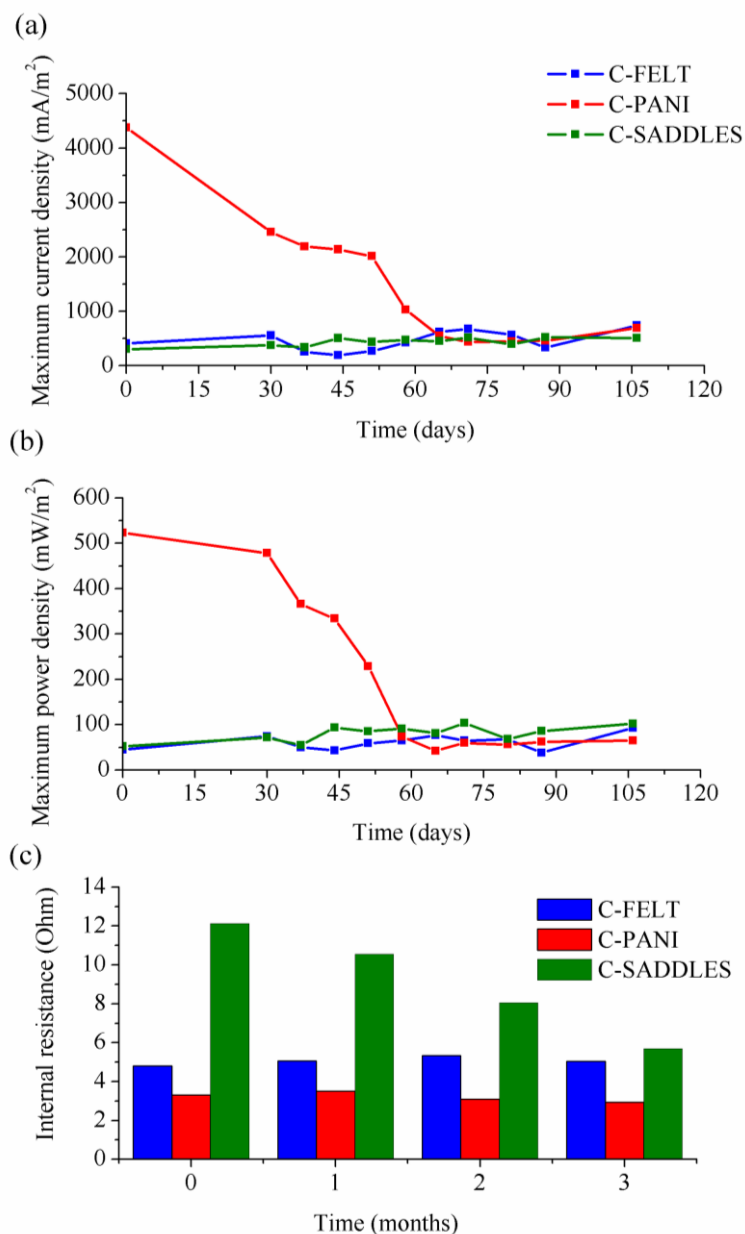 (a)
C-FELT
C-PANI
C-SADDLES
Maximum current density (mA/m²)
5000
4000
3000
2000
1000
0
0 15 30 45 60 75 90 105 120
Time (days)
(b)
Maximum power density (mW/m²)
600
500
400
300
200
100
0
0 15 30 45 60 75 90 105 120
Time (days)
(c)
C-FELT
C-PANI
C-SADDLES
Internal resistance (Ohm)
14
12
10
8
6
4
2
0
0 1 2 3
Time (months)